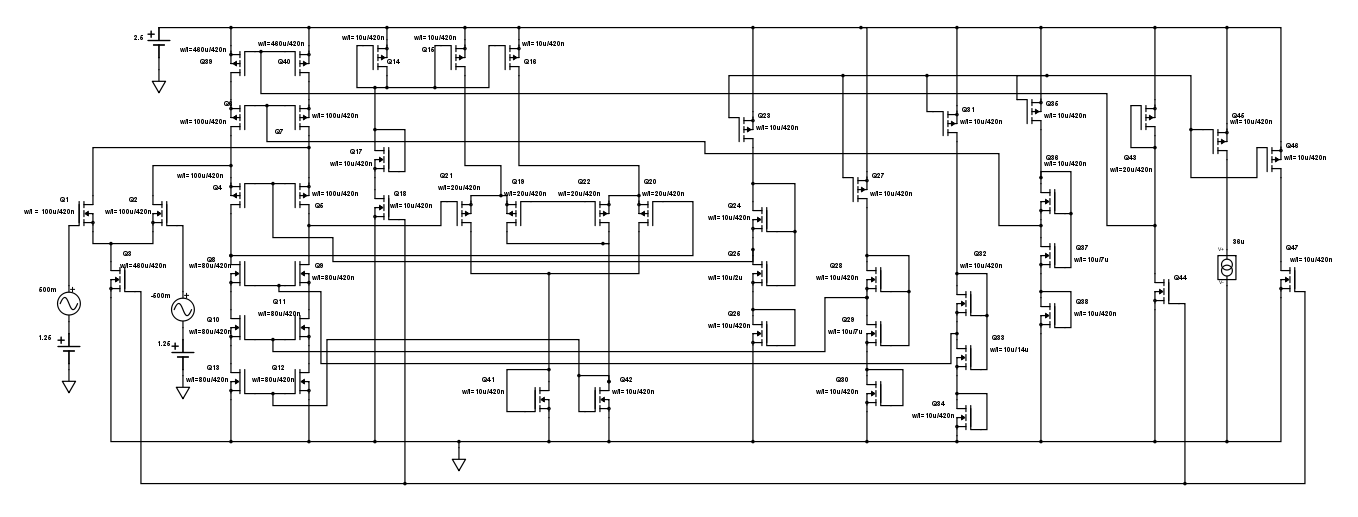 2.5
w/l=460u/420n
w/l=460u/420n
Q39
Q40
w/l= 10u/420n
w/l= 10u/420n
w/l= 10u/420n
Q14
Q15
Q16
Q6
w/l= 100u/420n
w/l= 100u/420n
Q7
Q23
w/l= 10u/420n
Q31
w/l= 10u/420n
Q35
w/l= 10u/420n
Q43
w/l=20u/420n
Q45
w/l= 10u/420n
Q46
w/l= 10u/420n
Q17
w/l= 10u/420n
Q36
w/l= 10u/420n
Q1
w/l = 100u/420n
Q2
w/l= 100u/420n
Q4
w/l= 100u/420n
w/l= 100u/420n
Q5
Q18
w/l= 10u/420n
Q21
w/l=20u/420n
Q19
w/l=20u/420n
Q22
w/l=20u/420n
Q20
w/l=20u/420n
Q27
w/l= 10u/420n
Q24
w/l= 10u/420n
Q3
w/l=460u/420n
Q8
w/l=80u/420n
Q9
w/l=80u/420n
Q25
w/l= 10u/2u
Q28
w/l= 10u/420n
Q32
w/l= 10u/420n
Q37
w/l= 10u/7u
36u
V+
V-
Q44
w/l= 10u/420n
Q47
w/l= 10u/420n
500m
-500m
Q11
w/l=80u/420n
Q10
w/l=80u/420n
Q26
w/l= 10u/420n
Q29
w/l= 10u/7u
Q33
w/l= 10u/14u
Q38
w/l= 10u/420n
1.25
1.25
Q13
w/l=80u/420n
Q12
w/l=80u/420n
Q41
w/l= 10u/420n
Q42
w/l= 10u/420n
Q30
w/l= 10u/420n
Q34
w/l= 10u/420n